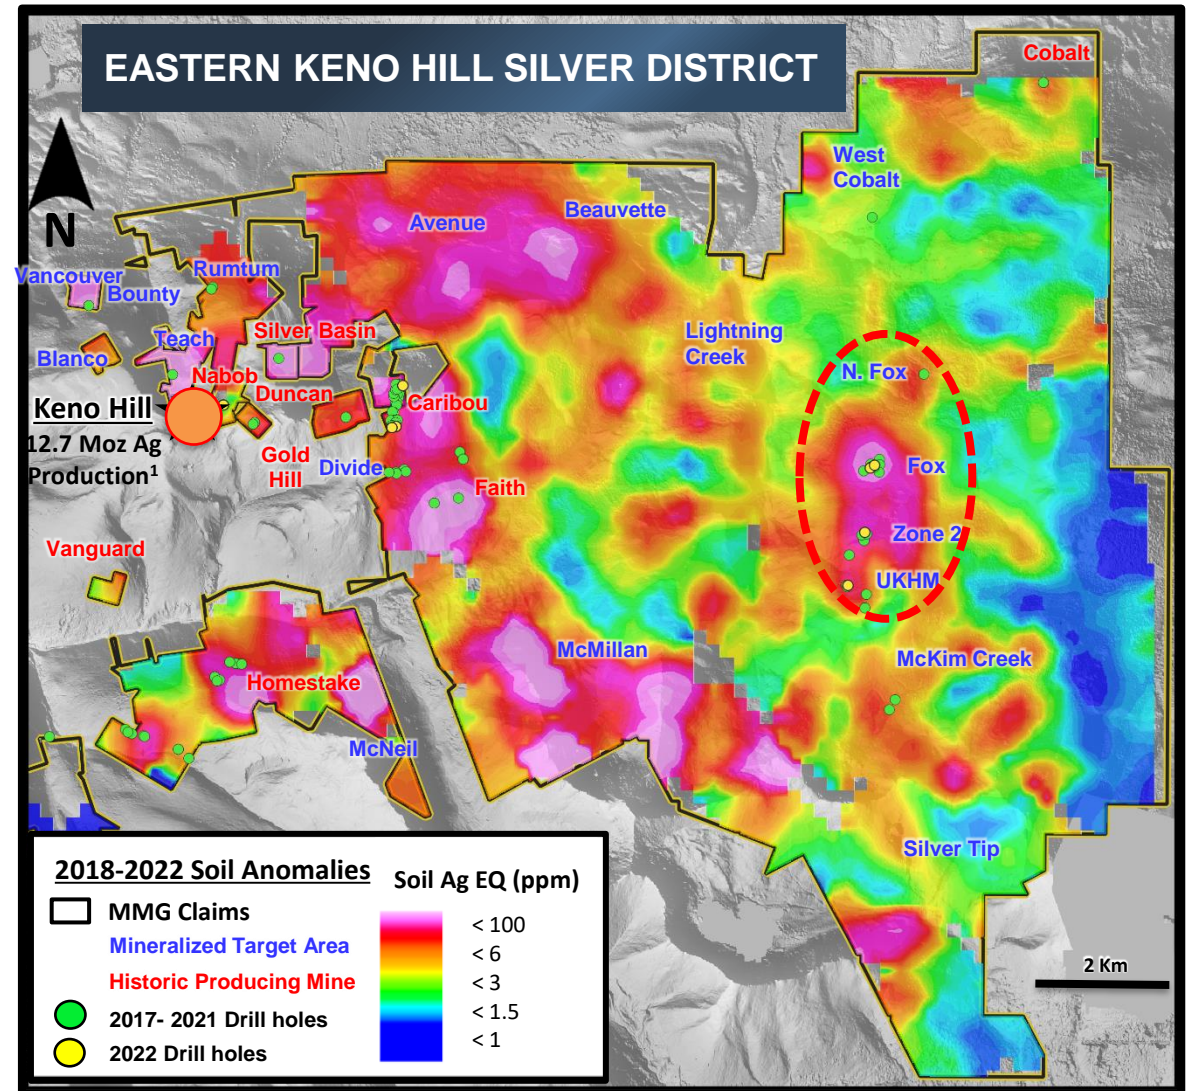 EASTERN KENO HILL SILVER DISTRICT
Cobalt
West
Cobalt
N
Avenue
Beauvette
Vancouver
Bounty
Rumtum
Lightning
Creek
Teach
Silver Basin
Blanco
Nabob
Duncan
Caribou
N. Fox
Keno Hill
12.7 Moz Ag
Production1
Gold
Hill
Divide
Faith
Fox
Zone 2
UKHM
Vanguard
McMillan
McKim Creek
Homestake
McNeil
Silver Tip
2018-2022 Soil Anomalies
MMG Claims
Mineralized Target Area
Historic Producing Mine
2017- 2021 Drill holes
2022 Drill holes
Soil Ag EQ (ppm)
< 100
< 6
< 3
< 1.5
< 1
2 Km